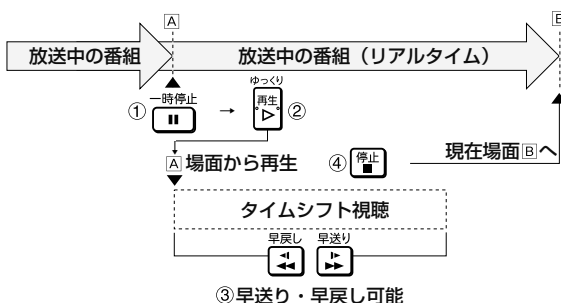 A
B
放送中の番組
放送中の番組（リアルタイム）
ゆっくり
① 一時停止 → 再生 ②
A 場面から再生
④ 停止
現在場面Bへ
タイムシフト視聴
早戻し 早送り
③早送り・早戻し可能